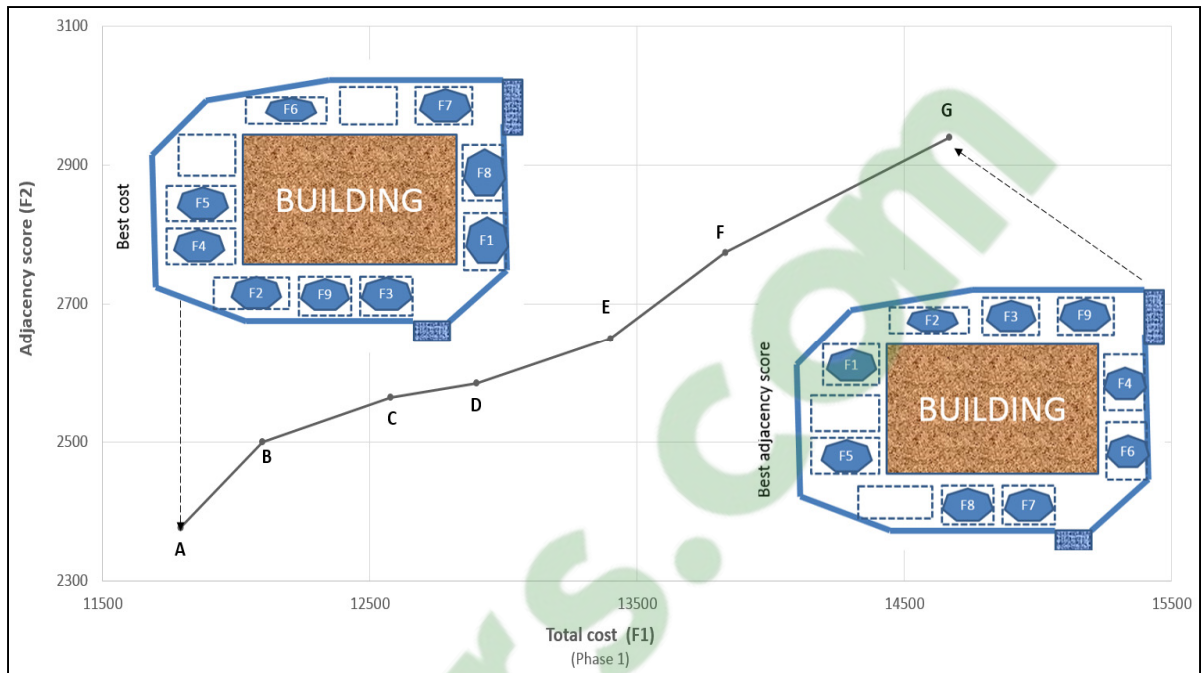 3100
2900
2700
2500
2300
Adjacency score (F2)
Best cost
F6
F7
BUILDING
F8
F5
F4
F1
F2
F9
F3
A
B
C
D
E
F
G
Best adjacency score
F2
F3
F9
F1
BUILDING
F4
F5
F6
F8
F7
11500
12500
13500
14500
15500
Total cost (F1)
(Phase 1)
rs.com